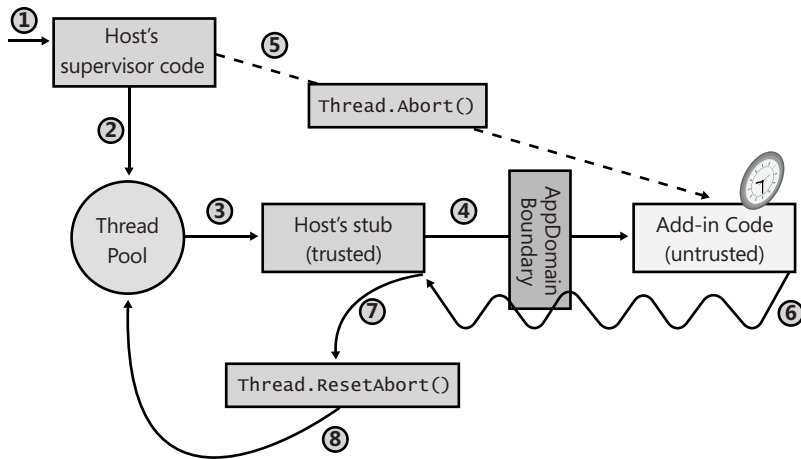 1
Host's
supervisor code
5
Thread.Abort()
2
Thread
Pool
3
Host's stub
(trusted)
4
AppDomain
Boundary
Add-in Code
(untrusted)
6
7
Thread.ResetAbort()
8